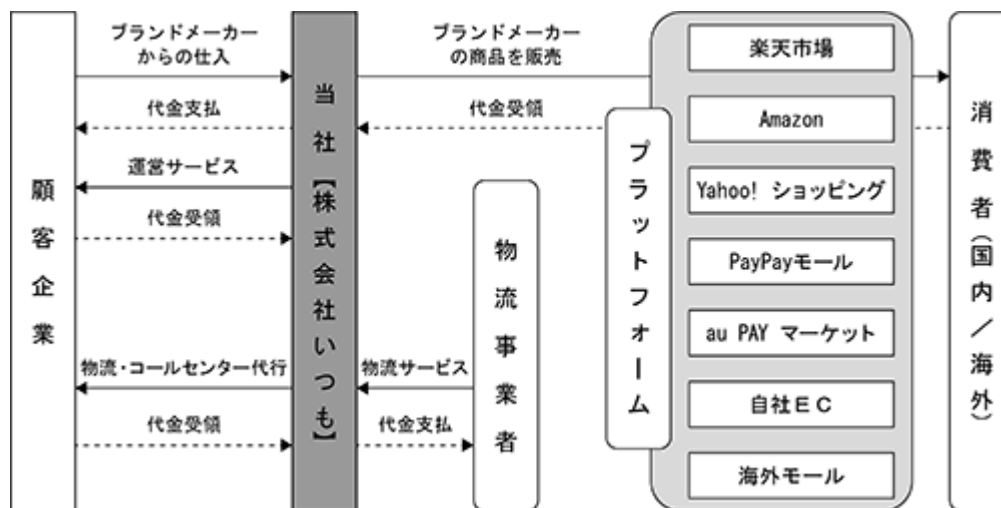 顧客企業
ブランドメーカー
からの仕入
代金支払
運営サービス
代金受領
物流・コールセンター代行
代金受領
当社【株式会社いつも】
ブランドメーカー
の商品を販売
代金受領
物流サービス
代金支払
物流事業者
プラットフォーム
楽天市場
Amazon
Yahoo! ショッピング
PayPayモール
au PAY マーケット
自社EC
海外モール
消費者(国内/海外)